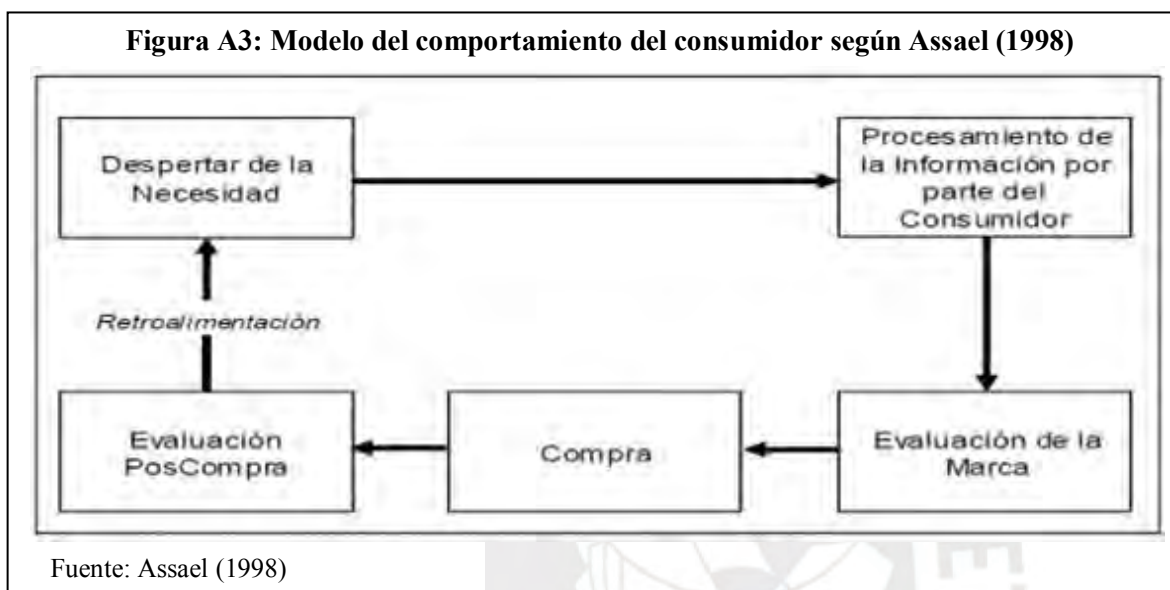 Figura A3: Modelo del comportamiento del consumidor según Assael (1998)
Despertar de la
Necesidad
Procesamiento de
la Información por
parte del
Consumidor
Retroalimentación
Evaluación
PosCompra
Compra
Evaluación de la
Marca
Fuente: Assael (1998)